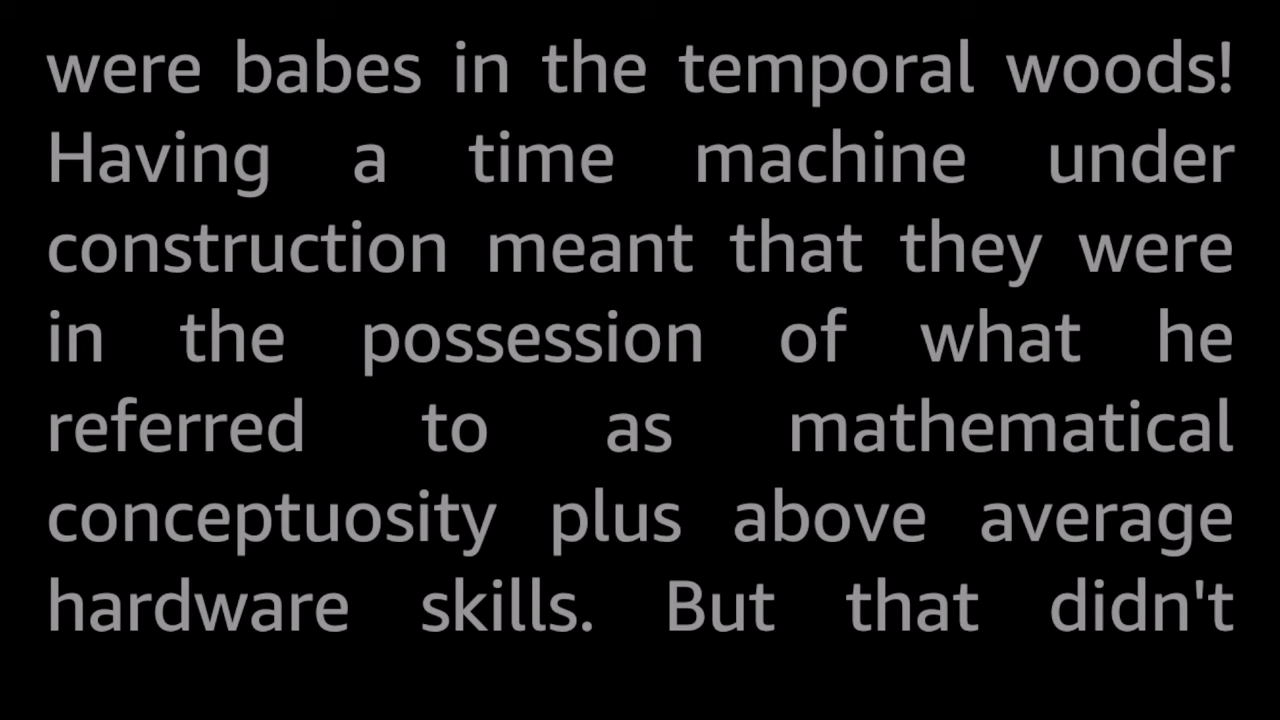 were babes in the temporal woods!
Having a time machine under
construction meant that they were
in the possession of what he
referred to as mathematical
conceptuosity plus above average
hardware skills. But that didn't